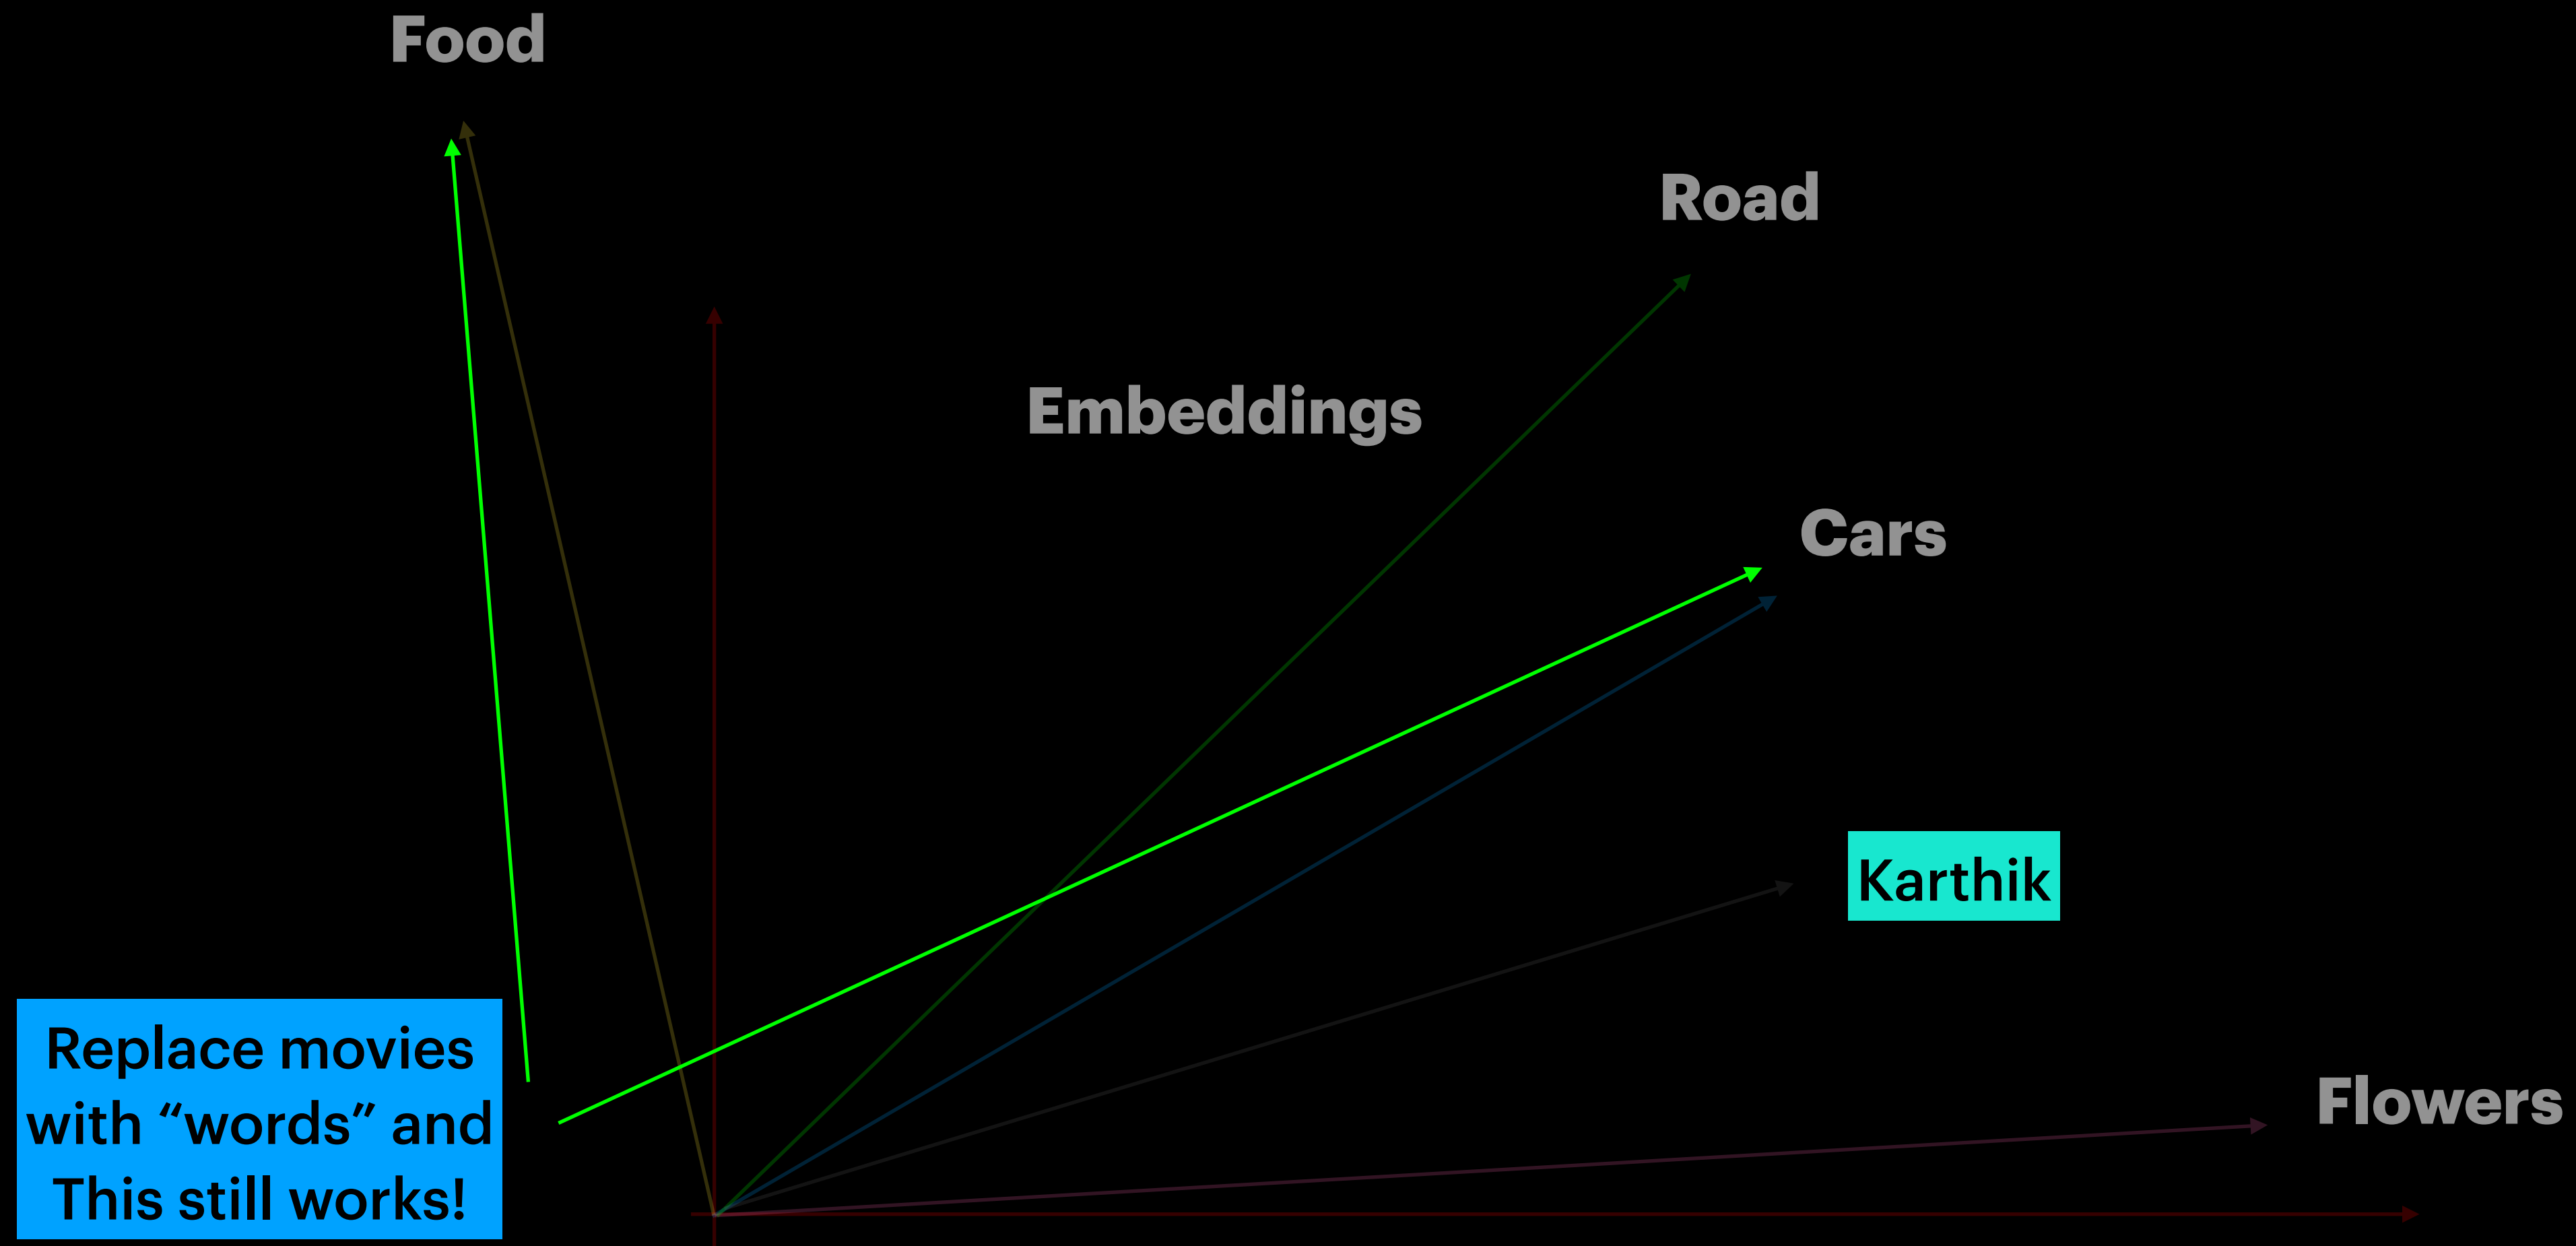 Food
Road
Embeddings
Cars
Karthik
Replace movies
with “words” and
This still works!
Flowers